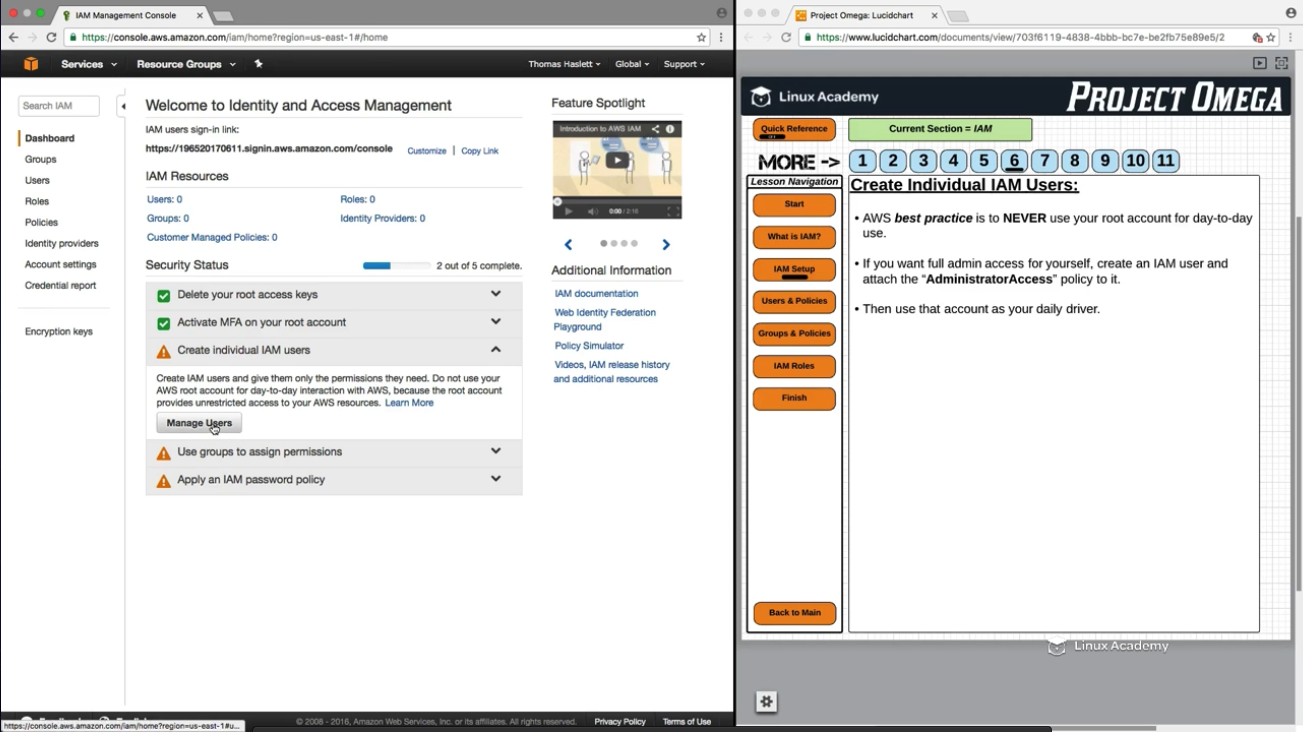 IAM Management Console
https://console.aws.amazon.com/iam/home?region=us-east-1#/home
Services
Resource Groups
Thomas Haslett
Global
Support
Search IAM
Dashboard
Groups
Users
Roles
Policies
Identity providers
Account settings
Credential report
Encryption keys
Welcome to Identity and Access Management
IAM users sign-in link:
https://196520170611.signin.aws.amazon.com/console
Customize | Copy Link
IAM Resources
Users: 0
Roles: 0
Groups: 0
Identity Providers: 0
Customer Managed Policies: 0
Security Status
2 out of 5 complete.
Delete your root access keys
Activate MFA on your root account
Create individual IAM users
Create IAM users and give them only the permissions they need. Do not use your
AWS root account for day-to-day interaction with AWS, because the root account
provides unrestricted access to your AWS resources. Learn More
Manage Users
Use groups to assign permissions
Apply an IAM password policy
Feature Spotlight
Introduction to AWS IAM
0:00 / 2:16
Additional Information
IAM documentation
Web Identity Federation
Playground
Policy Simulator
Videos, IAM release history
and additional resources
https://console.aws.amazon.com/iam/home?region=us-east-1#u...
© 2008 - 2016, Amazon Web Services, Inc. or its affiliates. All rights reserved.
Privacy Policy
Terms of Use
Project Omega: Lucidchart
https://www.lucidchart.com/documents/view/703f6119-4838-4bbb-bc7e-be2fb75e89e5/2
Linux Academy
PROJECT OMEGA
Quick Reference
Current Section = IAM
MORE ->
1 2 3 4 5 6 7 8 9 10 11
Lesson Navigation
Start
What is IAM?
IAM Setup
Users & Policies
Groups & Policies
IAM Roles
Finish
Back to Main
Create Individual IAM Users:
• AWS best practice is to NEVER use your root account for day-to-day
use.
• If you want full admin access for yourself, create an IAM user and
attach the “AdministratorAccess” policy to it.
• Then use that account as your daily driver.
Linux Academy